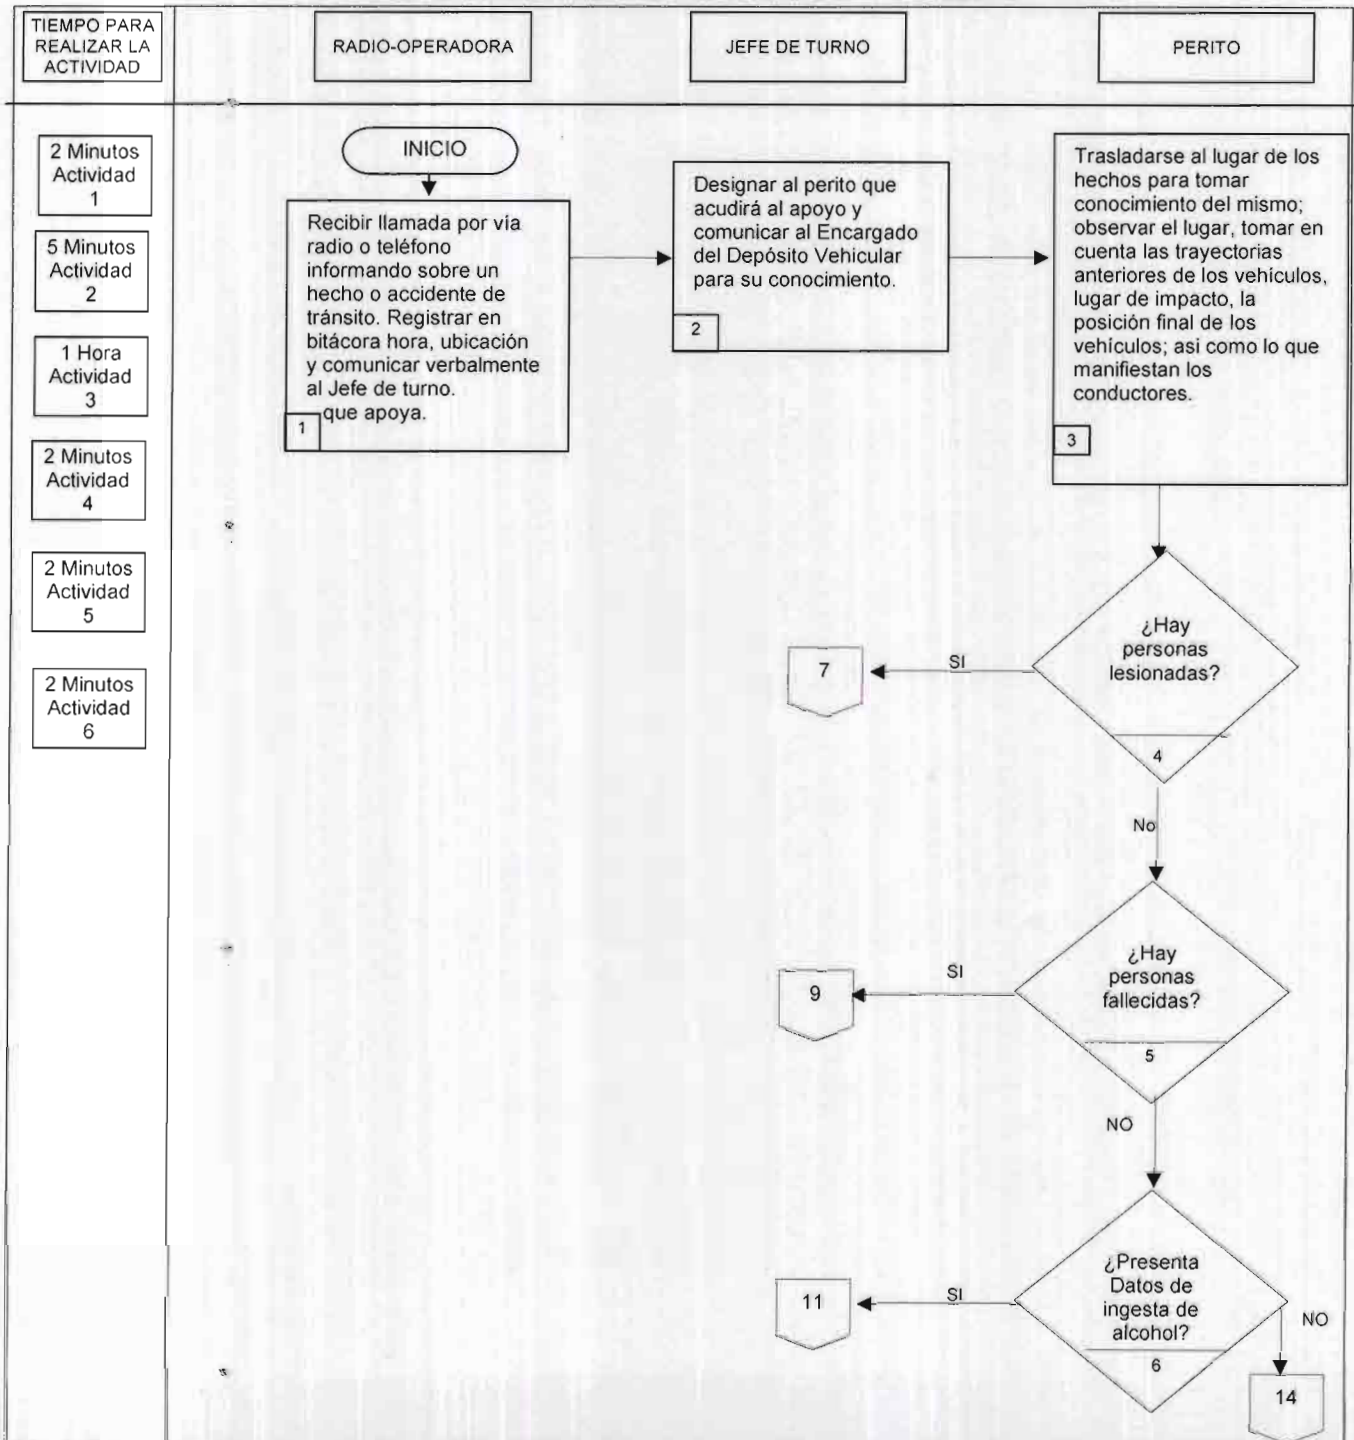 TIEMPO PARA
REALIZAR LA
ACTIVIDAD
RADIO-OPERADORA
JEFE DE TURNO
PERITO
2 Minutos
Actividad
1
5 Minutos
Actividad
2
1 Hora
Actividad
3
2 Minutos
Actividad
4
2 Minutos
Actividad
5
2 Minutos
Actividad
6
INICIO
Recibir llamada por vía
radio o teléfono
informando sobre un
hecho o accidente de
tránsito. Registrar en
bitácora hora, ubicación
y comunicar verbalmente
al Jefe de turno.
que apoya.
1
Designar al perito que
acudirá al apoyo y
comunicar al Encargado
del Depósito Vehicular
para su conocimiento.
2
Trasladarse al lugar de los
hechos para tomar
conocimiento del mismo;
observar el lugar, tomar en
cuenta las trayectorias
anteriores de los vehículos,
lugar de impacto, la
posición final de los
vehículos; asi como lo que
manifiestan los
conductores.
3
¿Hay
personas
lesionadas?
4
SI
7
No
¿Hay
personas
fallecidas?
5
SI
9
NO
¿Presenta
Datos de
ingesta de
alcohol?
6
SI
11
NO
14